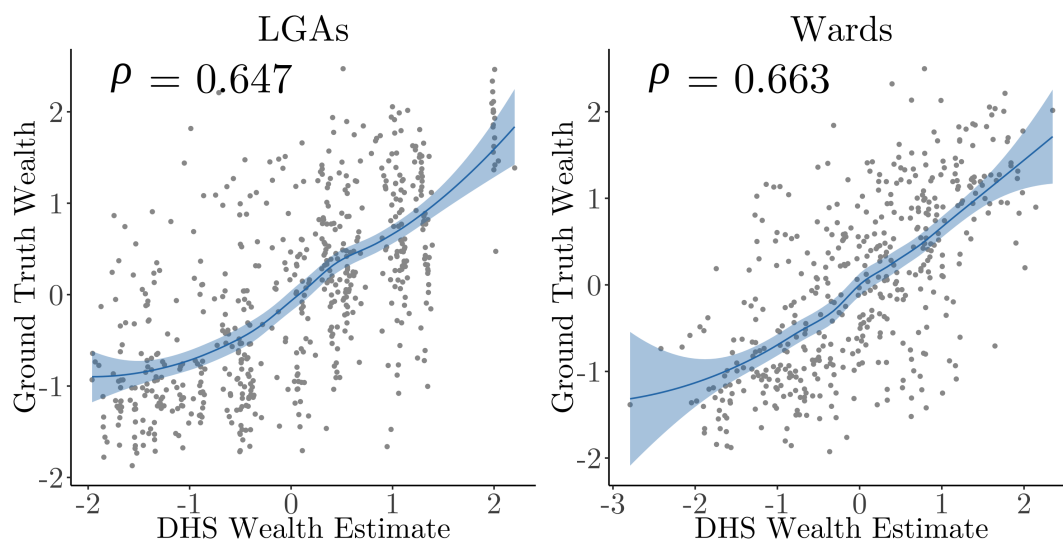 LGAs
ρ = 0.647
Ground Truth Wealth
2
1
0
-1
-2
-2 -1 0 1 2
DHS Wealth Estimate
Wards
ρ = 0.663
Ground Truth Wealth
2
1
0
-1
-2
-3 -2 -1 0 1 2
DHS Wealth Estimate